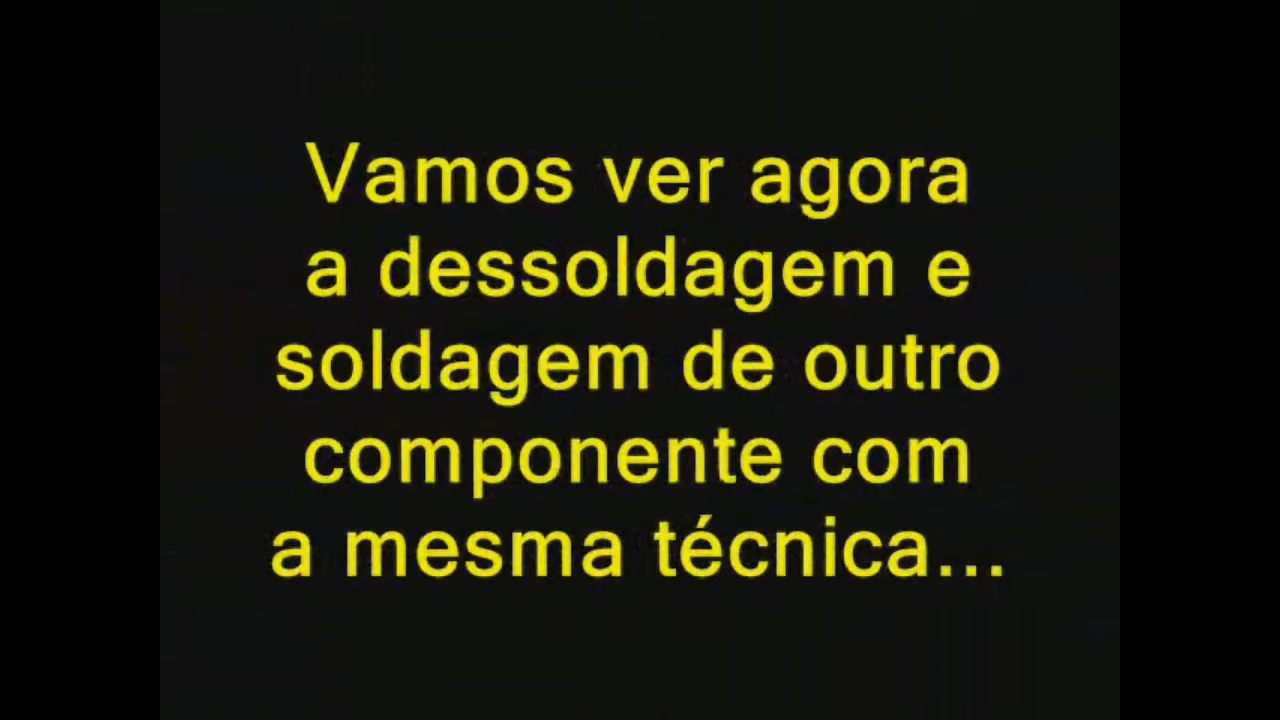 Vamos ver agora
a dessoldagem e
soldagem de outro
componente com
a mesma técnica...